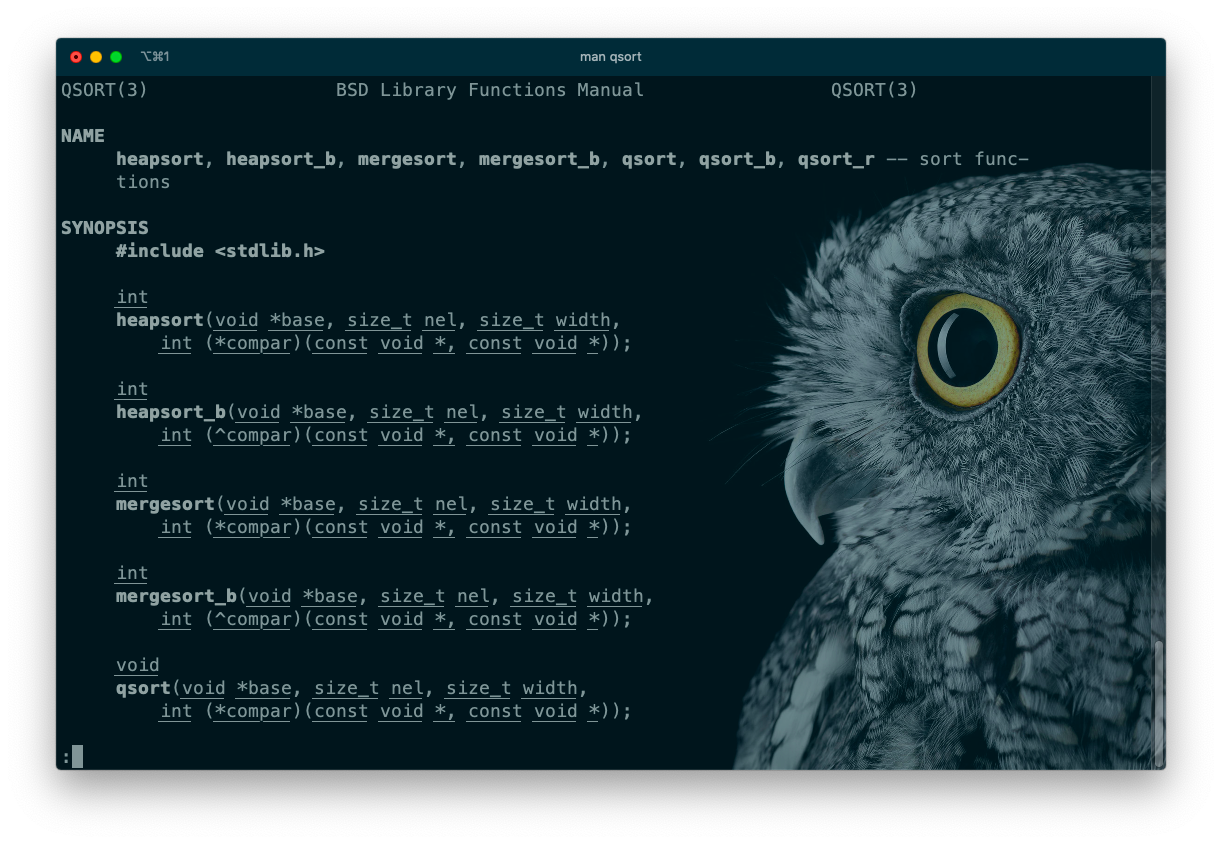 ⌥⌘1 man qsort
QSORT(3) BSD Library Functions Manual QSORT(3)
NAME
heapsort, heapsort_b, mergesort, mergesort_b, qsort, qsort_b, qsort_r -- sort func-
tions
SYNOPSIS
#include <stdlib.h>
int
heapsort(void *base, size_t nel, size_t width,
int (*compar)(const void *, const void *));
int
heapsort_b(void *base, size_t nel, size_t width,
int (^compar)(const void *, const void *));
int
mergesort(void *base, size_t nel, size_t width,
int (*compar)(const void *, const void *));
int
mergesort_b(void *base, size_t nel, size_t width,
int (^compar)(const void *, const void *));
void
qsort(void *base, size_t nel, size_t width,
int (*compar)(const void *, const void *));
: